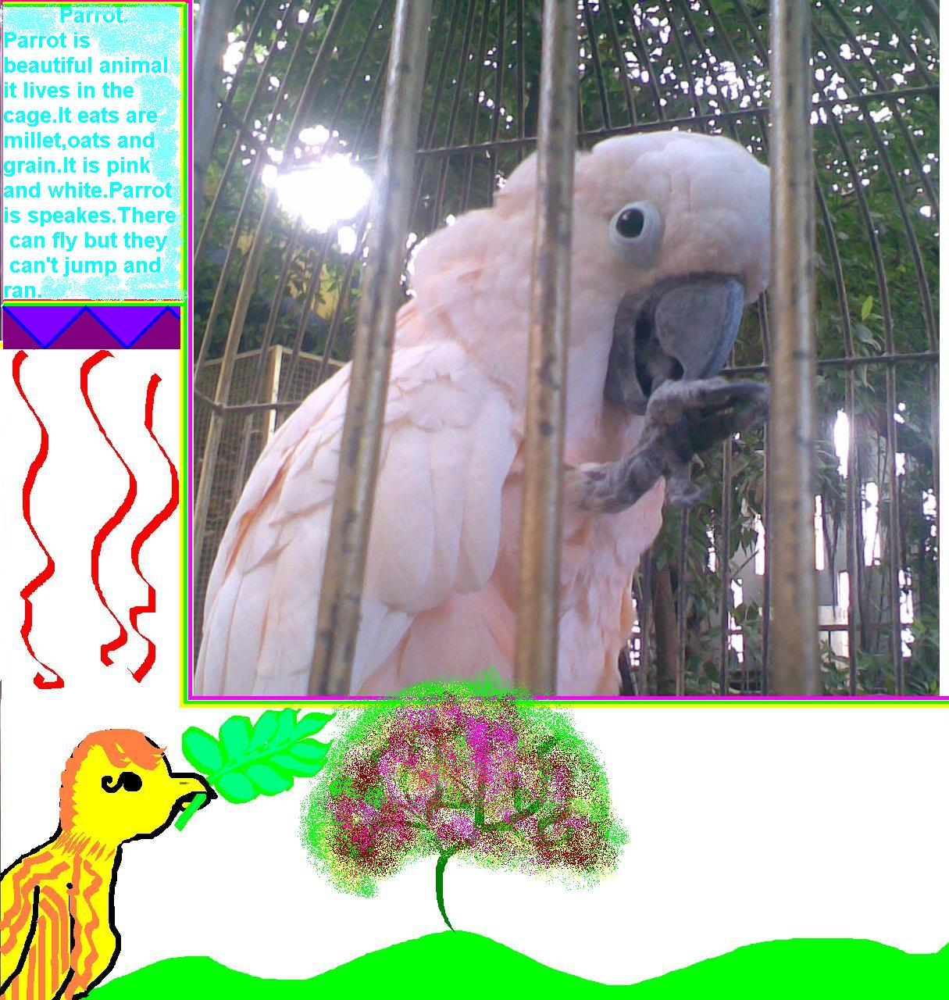 Parrot.
Parrot is
beautiful animal
it lives in the
cage.It eats are
millet,oats and
grain.It is pink
and white.Parrot
is speakes.There
can fly but they
can't jump and
ran.